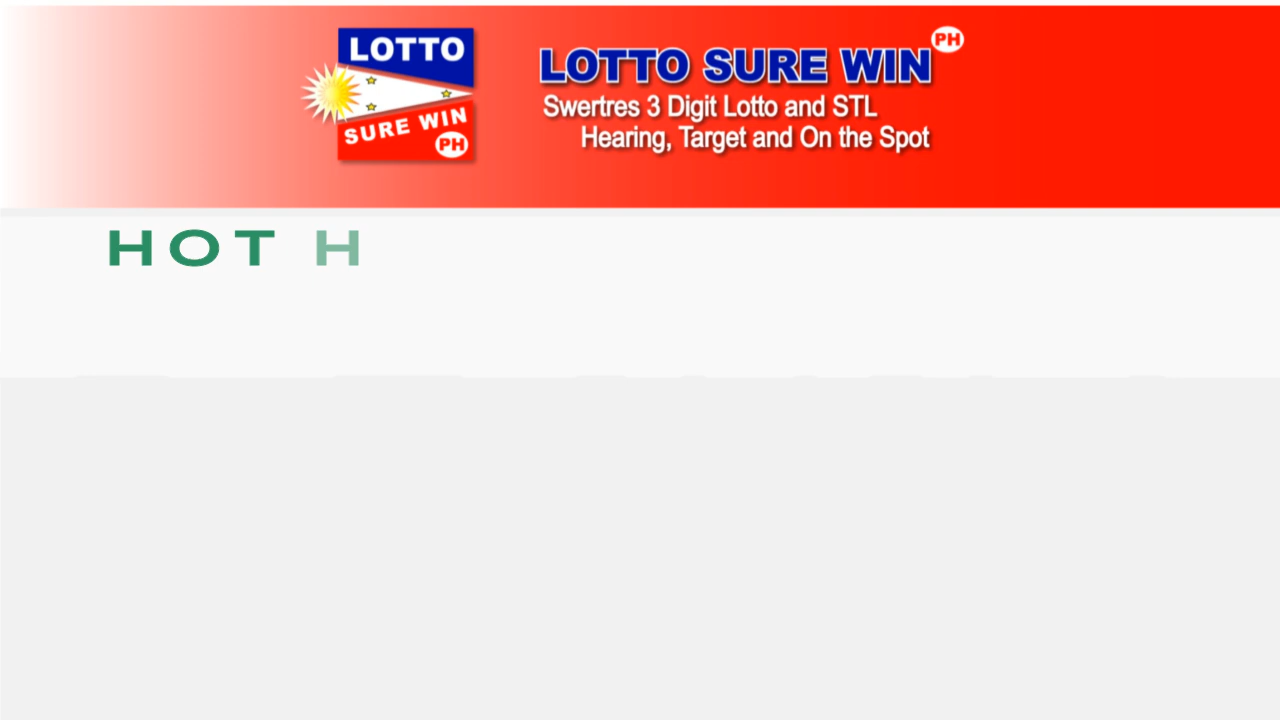 LOTTO
SURE WIN
PH
LOTTO SURE WIN PH
Swertres 3 Digit Lotto and STL
Hearing, Target and On the Spot
HOT H